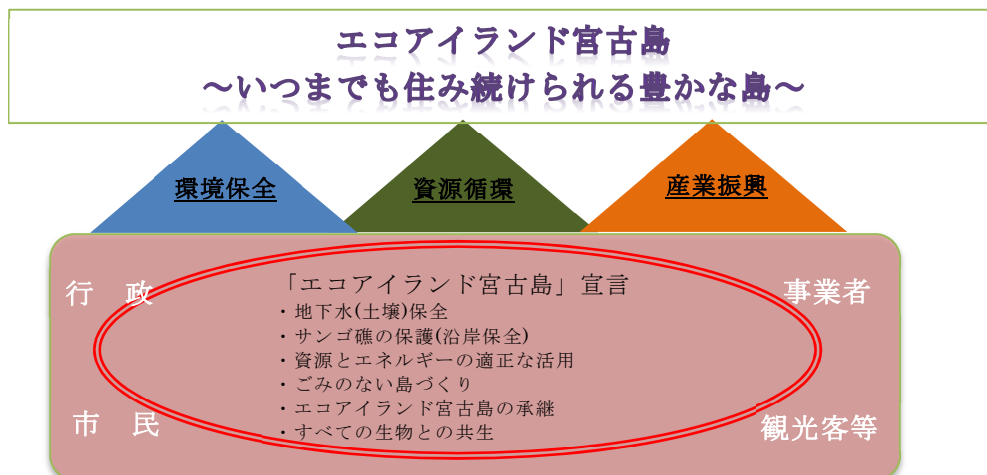 エコアイランド宮古島
～いつまでも住み続けられる豊かな島～
環境保全
資源循環
産業振興
行　政
事業者
「エコアイランド宮古島」宣言
・地下水(土壌)保全
・サンゴ礁の保護(沿岸保全)
・資源とエネルギーの適正な活用
・ごみのない島づくり
・エコアイランド宮古島の承継
・すべての生物との共生
市　民
観光客等